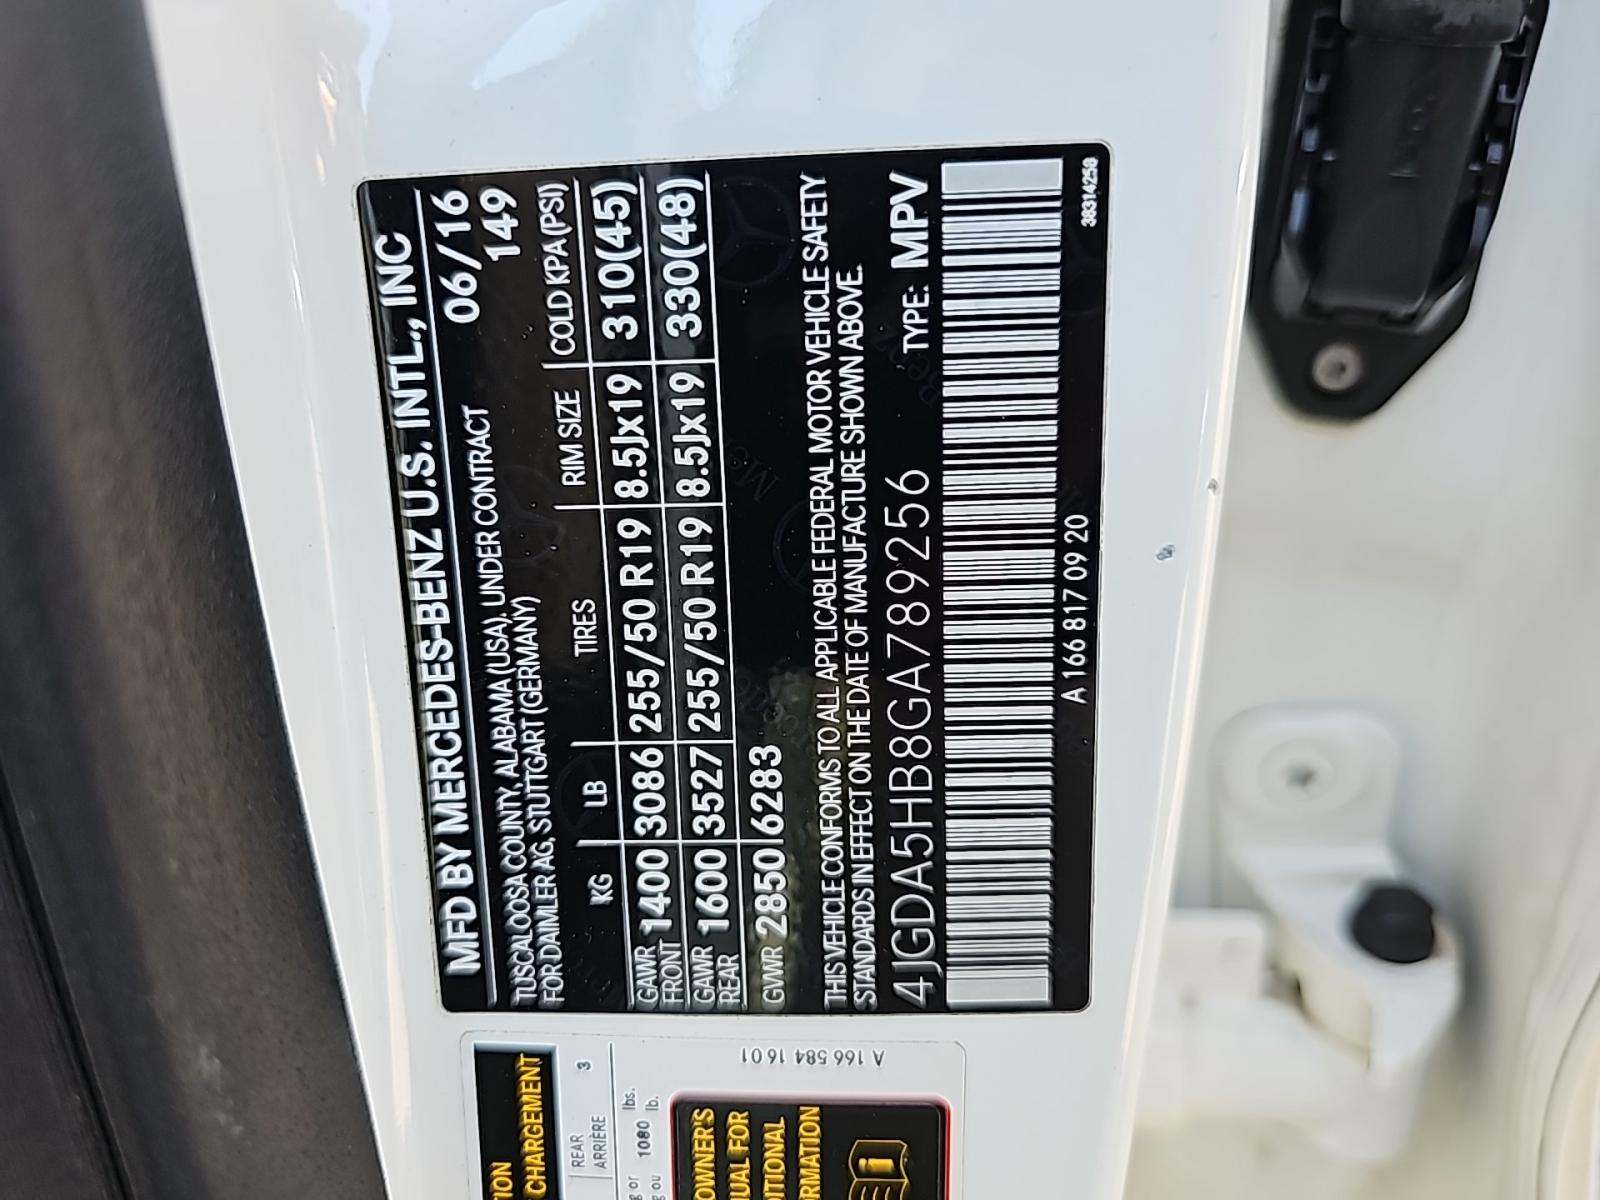 MFD BY MERCEDES-BENZ U.S. INTL., INC
TUSCALOOSA COUNTY, ALABAMA (USA), UNDER CONTRACT 06/16
FOR DAIMLER AG, STUTTGART (GERMANY) 149
KG LB TIRES RIM SIZE COLD KPA (PSI)
GAWR FRONT 1400 3086 255/50 R19 8.5Jx19 310(45)
GAWR REAR 1600 3527 255/50 R19 8.5Jx19 330(48)
GVWR 2850 6283
THIS VEHICLE CONFORMS TO ALL APPLICABLE FEDERAL MOTOR VEHICLE SAFETY
STANDARDS IN EFFECT ON THE DATE OF MANUFACTURE SHOWN ABOVE.
4JGDA5HB8GA789256 TYPE: MPV
A 166 817 09 20
38314250
CHARGEMENT
REAR 3
ARRIÈRE
or 1080 lbs.
ou lb.
OWNER'S
FOR
A 166 584 16 01